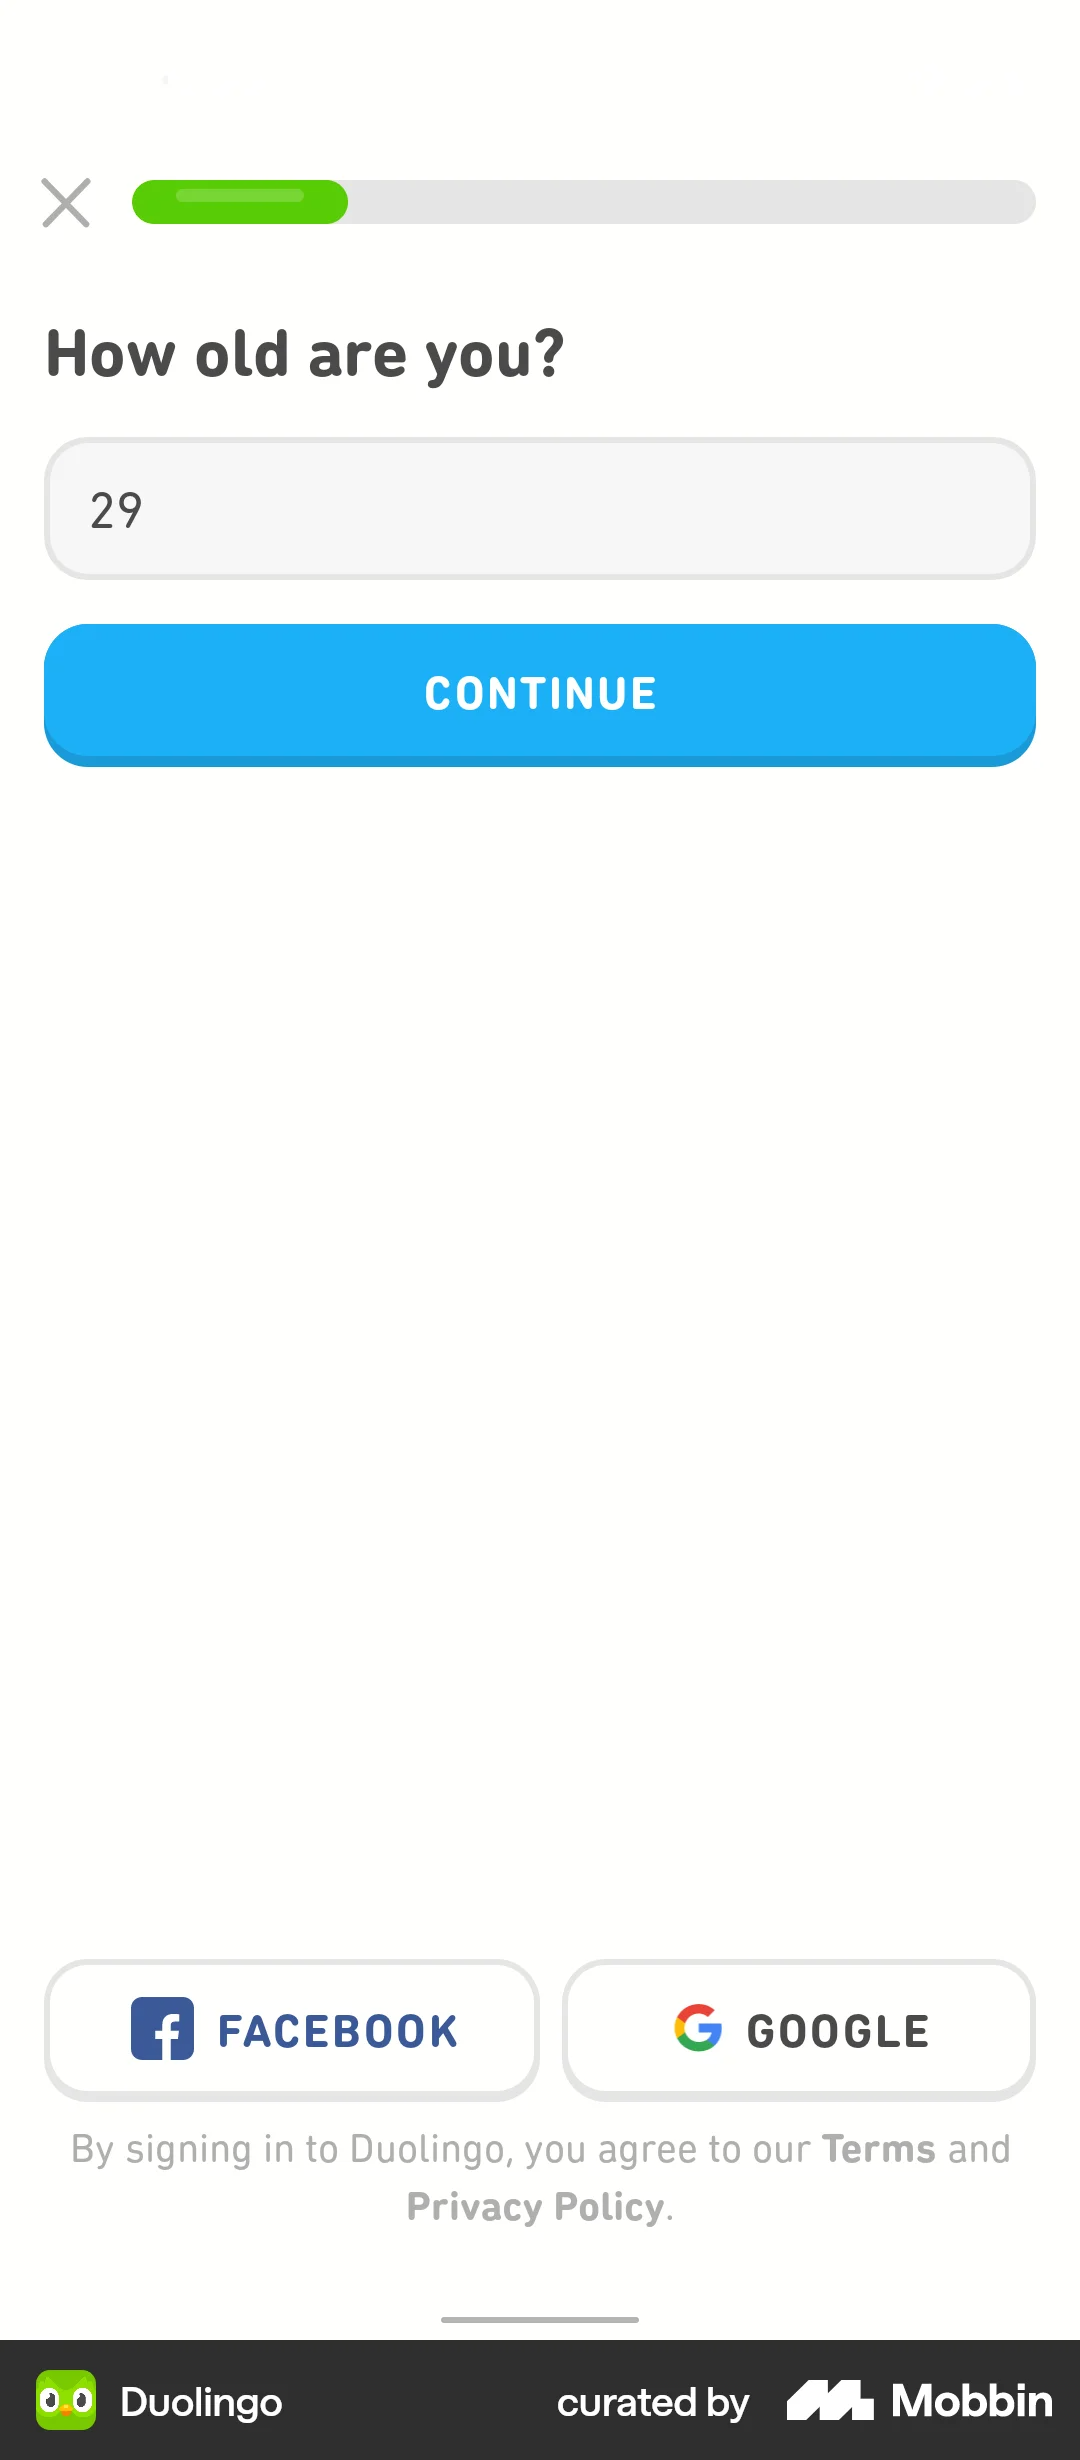 How old are you?
29
CONTINUE
FACEBOOK
GOOGLE
By signing in to Duolingo, you agree to our Terms and
Privacy Policy.
Duolingo
curated by Mobbin